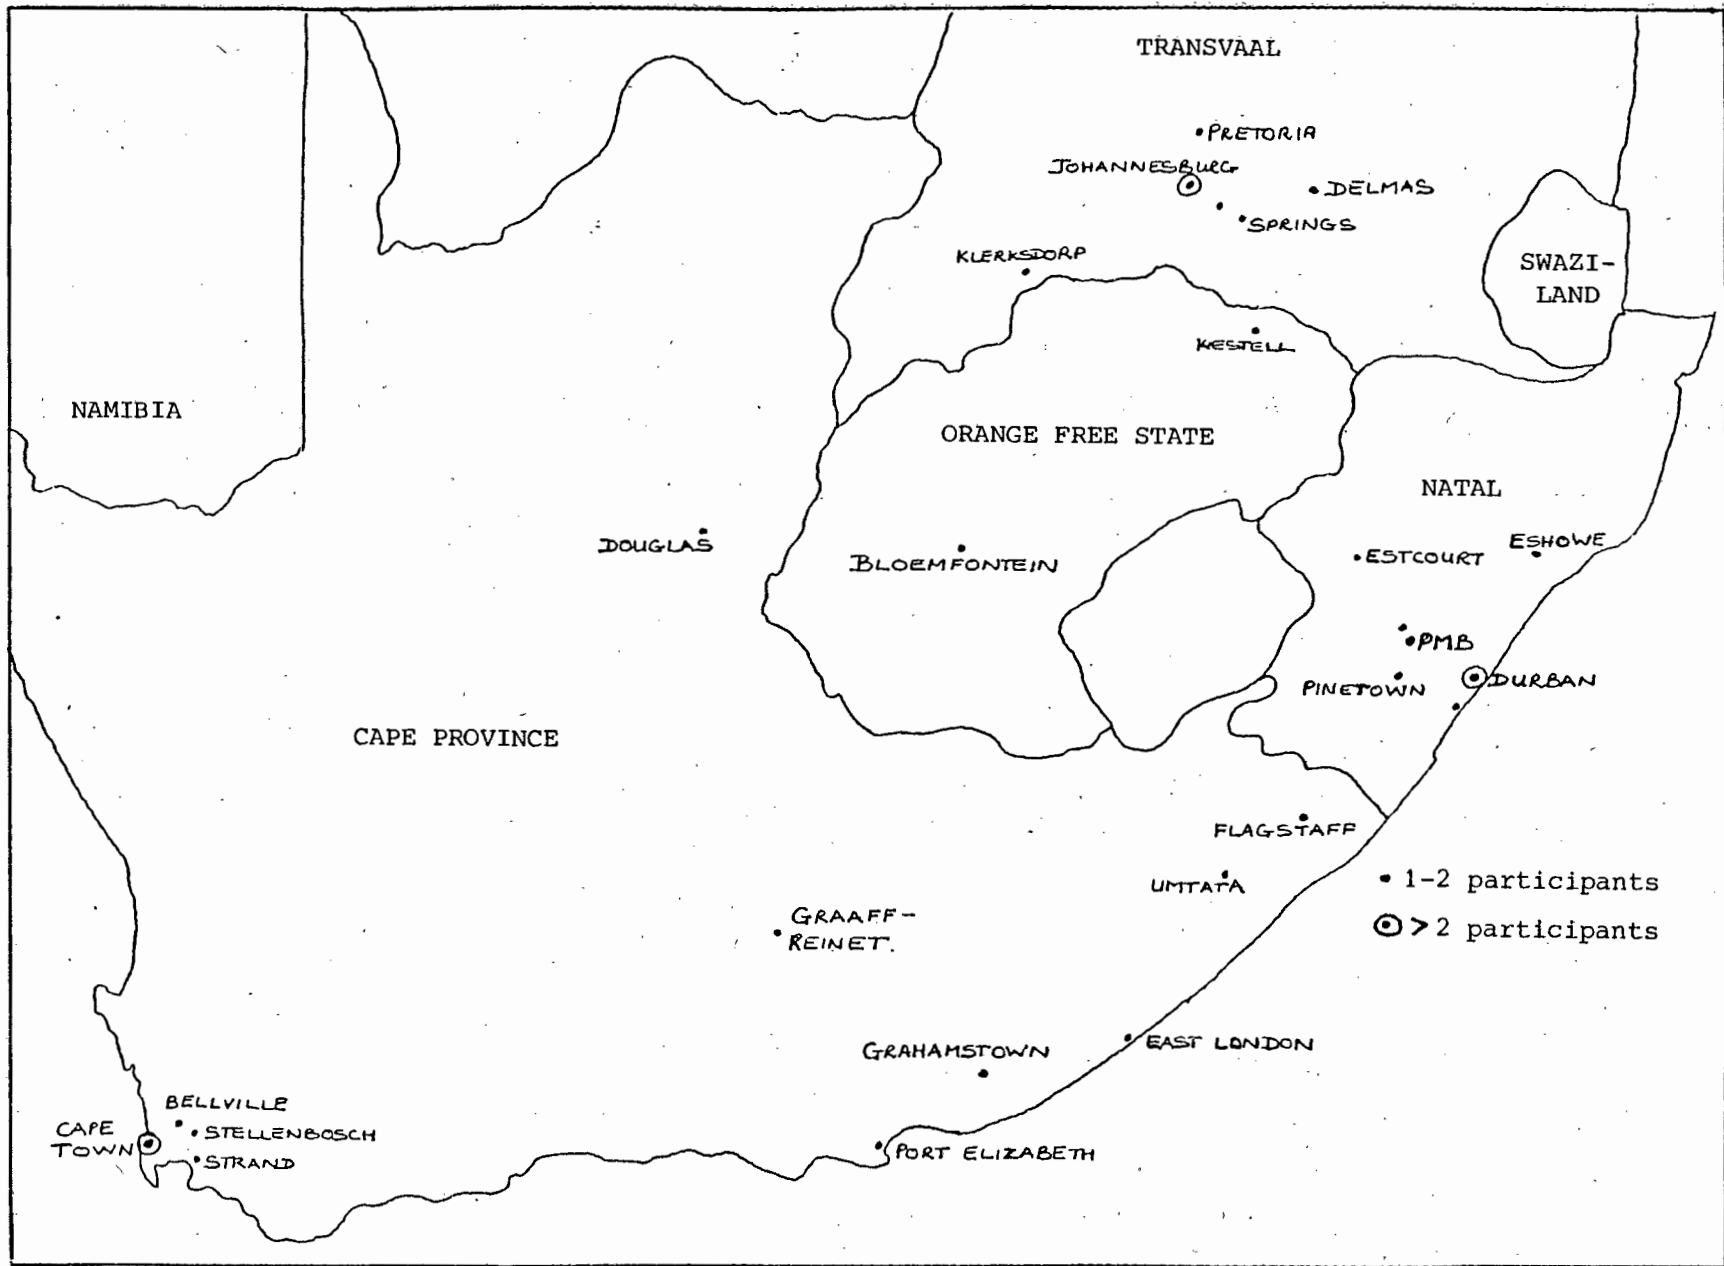 TRANSVAAL
PRETORIA
JOHANNESBURG
DELMAS
SPRINGS
KLERKSDORP
SWAZI-
LAND
KESTELL
NAMIBIA
ORANGE FREE STATE
NATAL
DOUGLAS
BLOEMFONTEIN
ESTCOURT
ESHOWE
PMB
PINETOWN
DURBAN
CAPE PROVINCE
FLAGSTAFF
UMTATA
1-2 participants
>2 participants
GRAAFF-
REINET.
GRAHAMSTOWN
EAST LONDON
BELLVILLE
CAPE
TOWN
STELLENBOSCH
STRAND
PORT ELIZABETH